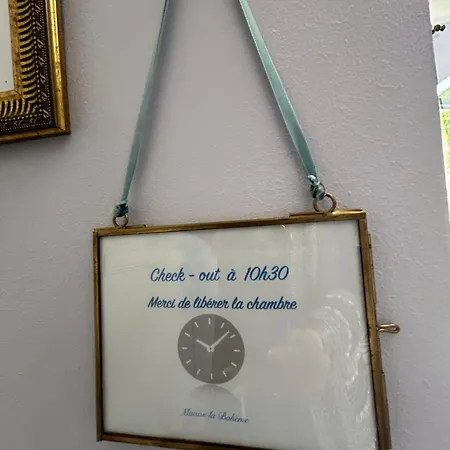 Check - out à 10h30
Merci de libérer la chambre
Maison la Bohème